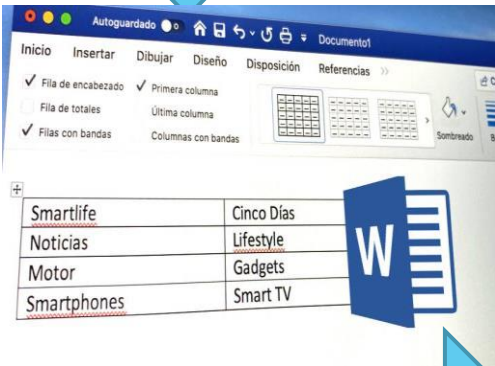 Autoguardado Documento1
Inicio Insertar Dibujar Diseño Disposición Referencias
Fila de encabezado Primera columna
Fila de totales Última columna
Filas con bandas Columnas con bandas
Sombreado
Smartlife Cinco Días
Noticias Lifestyle
Motor Gadgets
Smartphones Smart TV
W